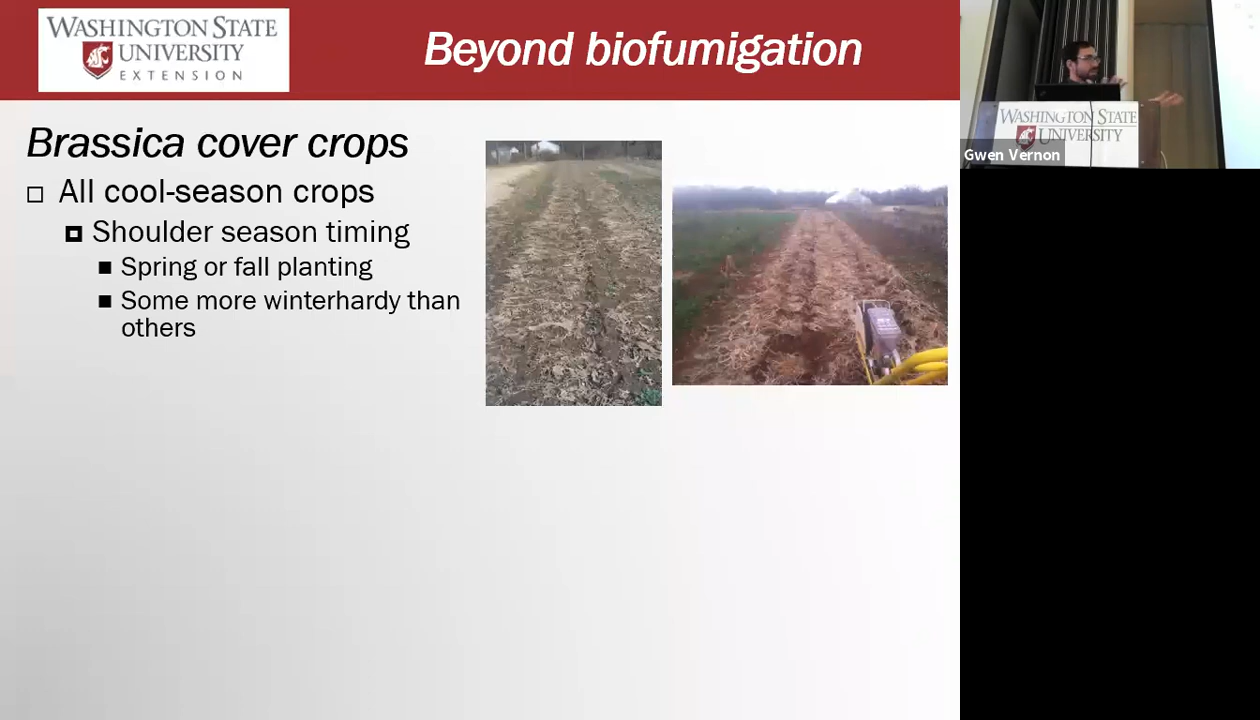 WASHINGTON STATE
UNIVERSITY
EXTENSION
Beyond biofumigation
Brassica cover crops
All cool-season crops
Shoulder season timing
Spring or fall planting
Some more winterhardy than
others
WASHINGTON STATE
UNIVERSITY
Gwen Vernon